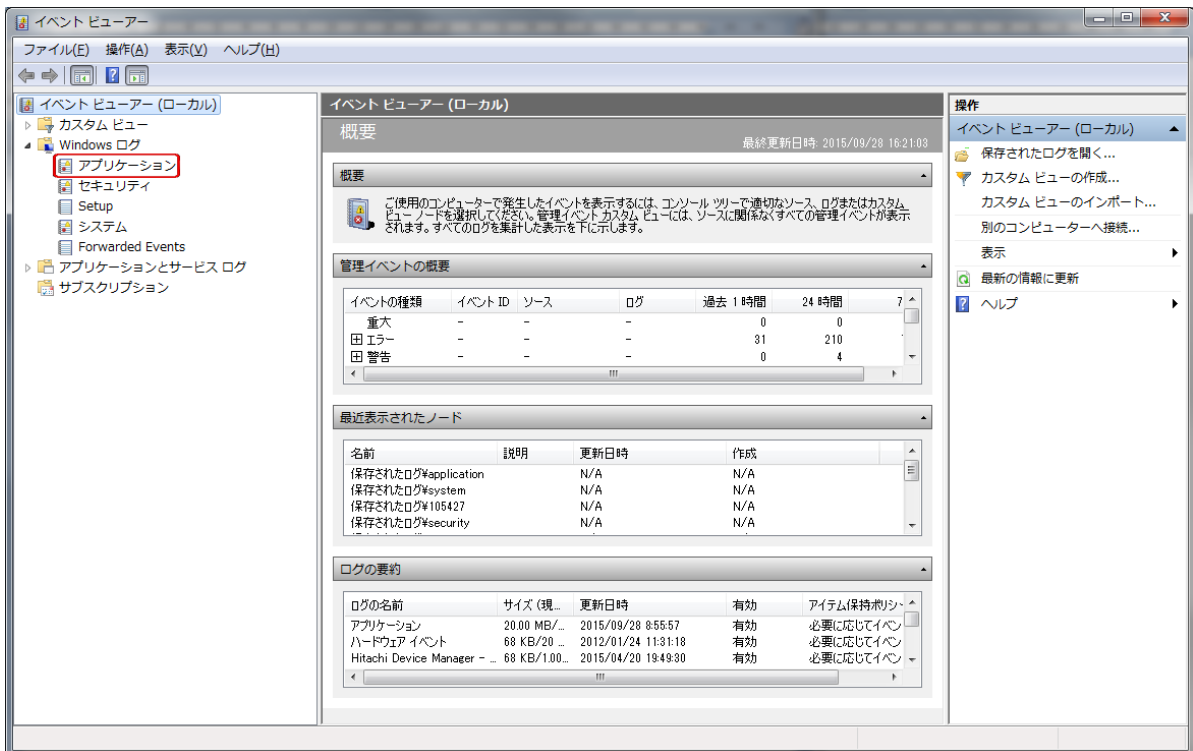 イベント ビューアー
ファイル(F) 操作(A) 表示(V) ヘルプ(H)
イベント ビューアー (ローカル)
カスタム ビュー
Windows ログ
アプリケーション
セキュリティ
Setup
システム
Forwarded Events
アプリケーションとサービス ログ
サブスクリプション
イベント ビューアー (ローカル)
概要
最終更新日時: 2015/09/28 16:21:03
概要
ご使用のコンピューターで発生したイベントを表示するには、コンソール ツリーで適切なソース、ログまたはカスタム
ビュー ノードを選択してください。管理イベント カスタム ビューには、ソースに関係なくすべての管理イベントが表示
されます。すべてのログを集計した表示を下に示します。
管理イベントの概要
イベントの種類 イベント ID ソース ログ 過去 1 時間 24 時間 7
重大 - - - 0 0
エラー - - - 31 210
警告 - - - 0 4
最近表示されたノード
名前 説明 更新日時 作成
保存されたログ¥application N/A N/A
保存されたログ¥system N/A N/A
保存されたログ¥105427 N/A N/A
保存されたログ¥security N/A N/A
ログの要約
ログの名前 サイズ (現... 更新日時 有効 アイテム保持ポリシ
アプリケーション 20.00 MB/... 2015/09/28 8:55:57 有効 必要に応じてイベン
ハードウェア イベント 68 KB/20 ... 2012/01/24 11:31:18 有効 必要に応じてイベン
Hitachi Device Manager - ... 68 KB/1.00... 2015/04/20 19:49:30 有効 必要に応じてイベン
操作
イベント ビューアー (ローカル)
保存されたログを開く...
カスタム ビューの作成...
カスタム ビューのインポート...
別のコンピューターへ接続...
表示
最新の情報に更新
ヘルプ